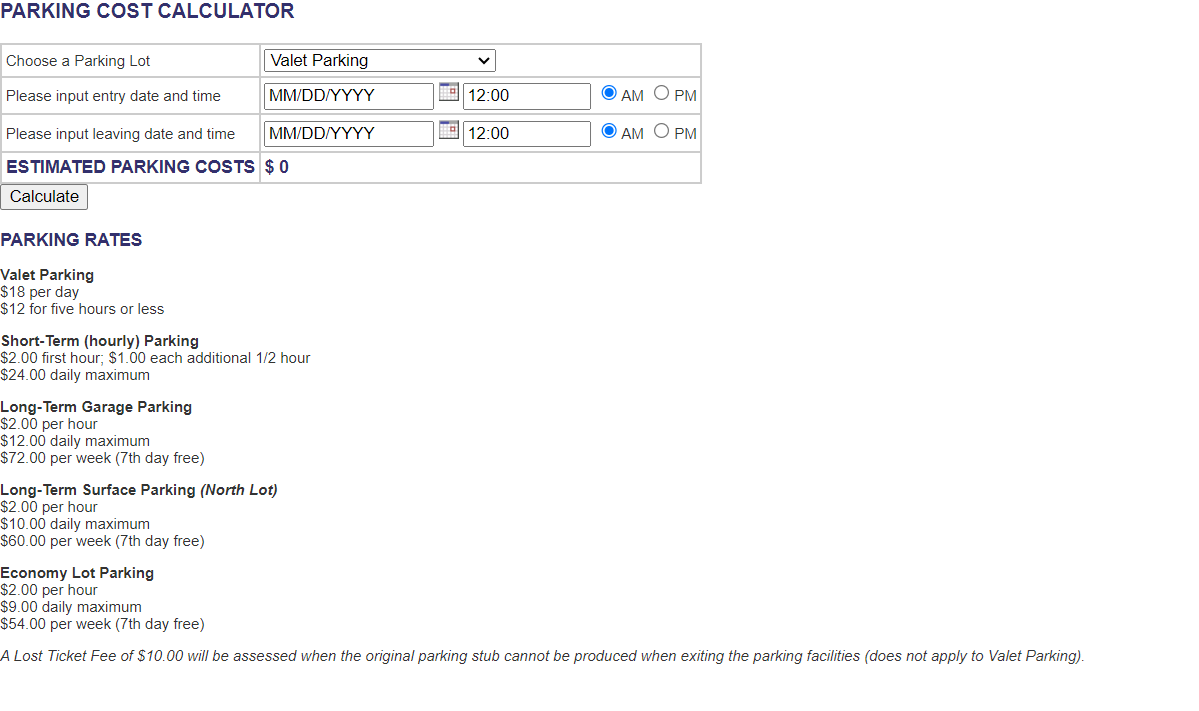 PARKING COST CALCULATOR
Choose a Parking Lot Valet Parking
Please input entry date and time MM/DD/YYYY 12:00 AM PM
Please input leaving date and time MM/DD/YYYY 12:00 AM PM
ESTIMATED PARKING COSTS $ 0
Calculate
PARKING RATES
Valet Parking
$18 per day
$12 for five hours or less
Short-Term (hourly) Parking
$2.00 first hour; $1.00 each additional 1/2 hour
$24.00 daily maximum
Long-Term Garage Parking
$2.00 per hour
$12.00 daily maximum
$72.00 per week (7th day free)
Long-Term Surface Parking (North Lot)
$2.00 per hour
$10.00 daily maximum
$60.00 per week (7th day free)
Economy Lot Parking
$2.00 per hour
$9.00 daily maximum
$54.00 per week (7th day free)
A Lost Ticket Fee of $10.00 will be assessed when the original parking stub cannot be produced when exiting the parking facilities (does not apply to Valet Parking).